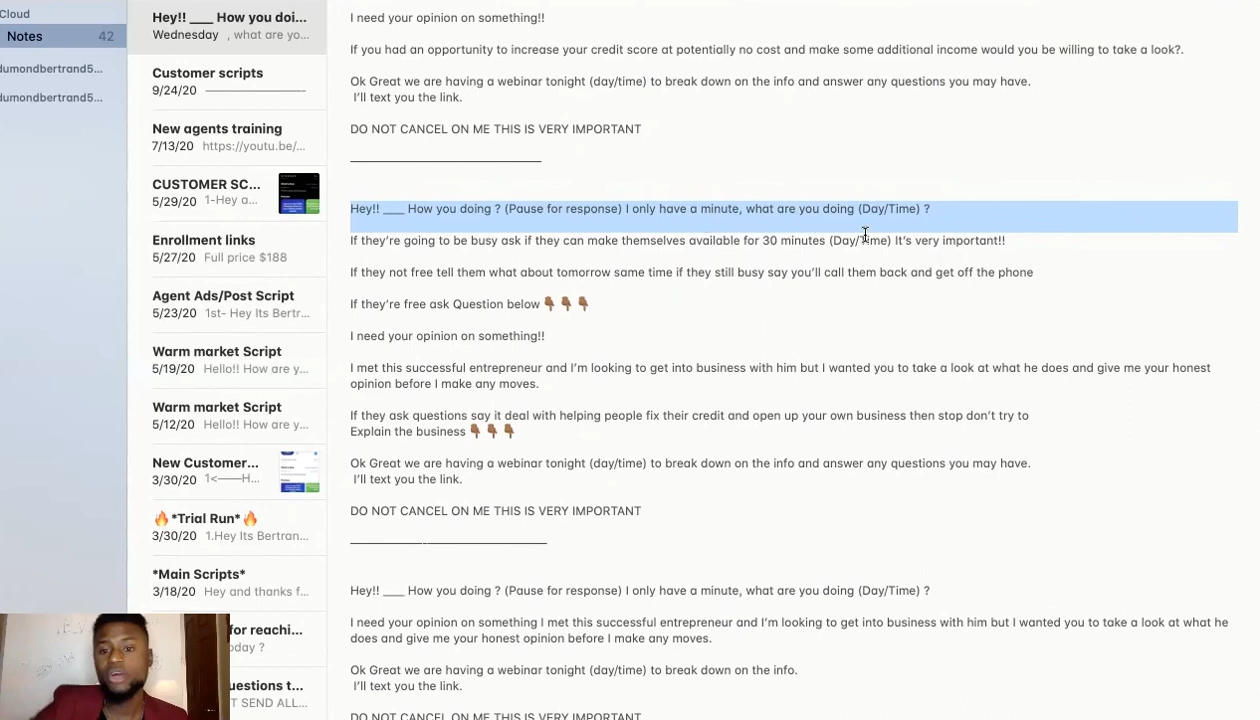 Cloud
Notes 42
dumondbertrand5...
dumondbertrand5...
Hey!! ___ How you doi...
Wednesday , what are yo...
Customer scripts
9/24/20 ——————————
New agents training
7/13/20 https://youtu.be/...
CUSTOMER SC...
5/29/20 1-Hey a...
Enrollment links
5/27/20 Full price $188
Agent Ads/Post Script
5/23/20 1st- Hey Its Bertr...
Warm market Script
5/19/20 Hello!! How are y...
Warm market Script
5/12/20 Hello!! How are y...
New Customer...
3/30/20 1<——H...
🔥*Trial Run*🔥
3/30/20 1.Hey Its Bertran...
*Main Scripts*
3/18/20 Hey and thanks f...
for reachi...
oday ?
uestions t...
T SEND ALL...
I need your opinion on something!!
If you had an opportunity to increase your credit score at potentially no cost and make some additional income would you be willing to take a look?.
Ok Great we are having a webinar tonight (day/time) to break down on the info and answer any questions you may have.
I’ll text you the link.
DO NOT CANCEL ON ME THIS IS VERY IMPORTANT
————————————————
Hey!! ___ How you doing ? (Pause for response) I only have a minute, what are you doing (Day/Time) ?
If they’re going to be busy ask if they can make themselves available for 30 minutes (Day/Time) It’s very important!!
If they not free tell them what about tomorrow same time if they still busy say you’ll call them back and get off the phone
If they’re free ask Question below 👇🏾 👇🏾 👇🏾
I need your opinion on something!!
I met this successful entrepreneur and I’m looking to get into business with him but I wanted you to take a look at what he does and give me your honest
opinion before I make any moves.
If they ask questions say it deal with helping people fix their credit and open up your own business then stop don’t try to
Explain the business 👇🏾 👇🏾 👇🏾
Ok Great we are having a webinar tonight (day/time) to break down on the info and answer any questions you may have.
I’ll text you the link.
DO NOT CANCEL ON ME THIS IS VERY IMPORTANT
——————-——————————
Hey!! ___ How you doing ? (Pause for response) I only have a minute, what are you doing (Day/Time) ?
I need your opinion on something I met this successful entrepreneur and I’m looking to get into business with him but I wanted you to take a look at what he
does and give me your honest opinion before I make any moves.
Ok Great we are having a webinar tonight (day/time) to break down on the info.
I’ll text you the link.
DO NOT CANCEL ON ME THIS IS VERY IMPORTANT